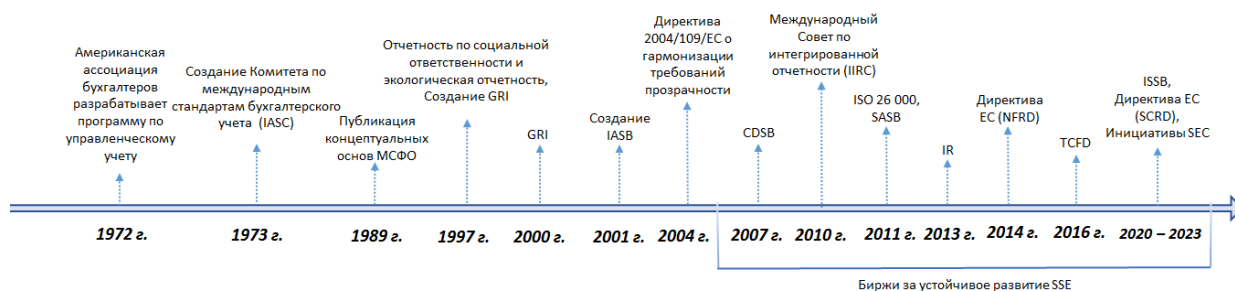 Американская
ассоциация
бухгалтеров
разрабатывает
программу по
управленческому
учету
Создание Комитета по
международным
стандартам бухгалтерского
учета (IASC)
Публикация
концептуальных
основ МСФО
Отчетность по социальной
ответственности и
экологическая отчетность,
Создание GRI
GRI
Создание
IASB
Директива
2004/109/ЕС о
гармонизации
требований
прозрачности
CDSB
Международный
Совет по
интегрированной
отчетности (IIRC)
ISO 26 000,
SASB
IR
Директива
ЕС (NFRD)
TCFD
ISSB,
Директива ЕС
(SCRD),
Инициативы SEC
1972 г.
1973 г.
1989 г.
1997 г.
2000 г.
2001 г.
2004 г.
2007 г.
2010 г.
2011 г.
2013 г.
2014 г.
2016 г.
2020 – 2023
Биржи за устойчивое развитие SSE